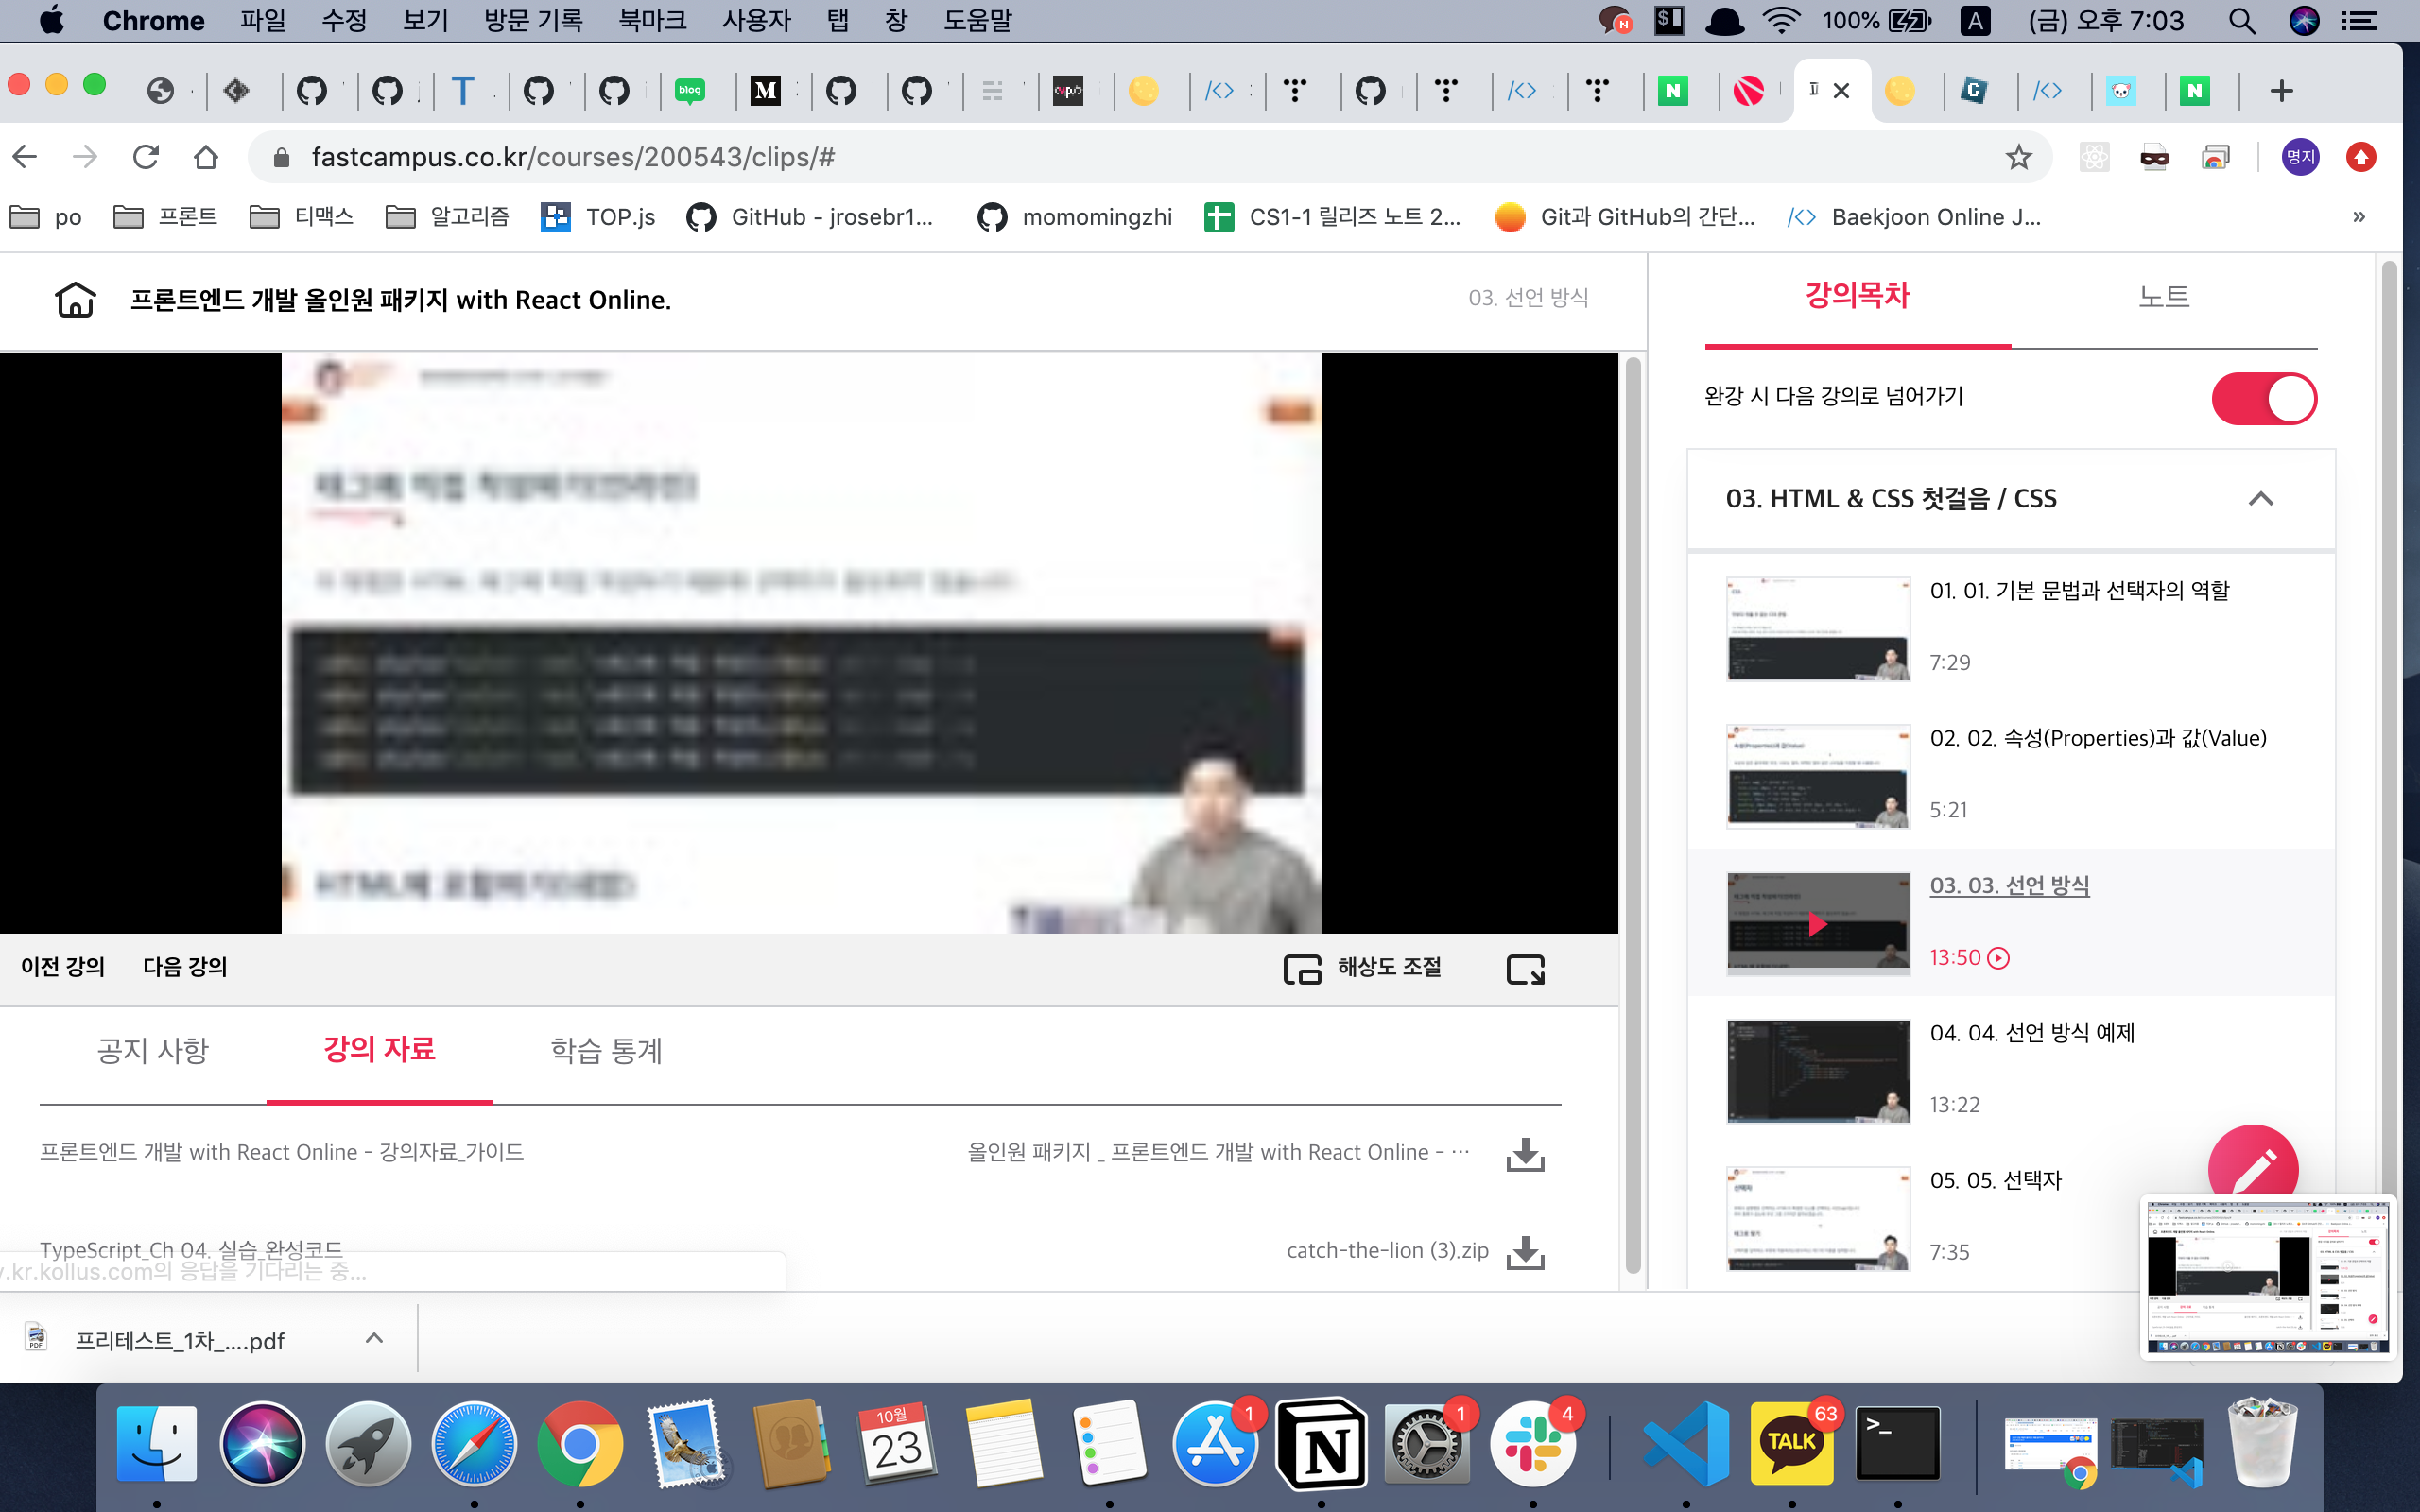 Chrome 파일 수정 보기 방문 기록 북마크 사용자 탭 창 도움말 100% A (금) 오후 7:03
fastcampus.co.kr/courses/200543/clips/# 명지
po 프론트 티맥스 알고리즘 TOP.js GitHub - jrosebr1... momomingzhi CS1-1 릴리즈 노트 2... Git과 GitHub의 간단... Baekjoon Online J... »
프론트엔드 개발 올인원 패키지 with React Online.
03. 선언 방식
이전 강의 다음 강의
해상도 조절
공지 사항 강의 자료 학습 통계
프론트엔드 개발 with React Online - 강의자료_가이드
올인원 패키지 _ 프론트엔드 개발 with React Online - ···
TypeScript_Ch 04. 실습_완성코드
catch-the-lion (3).zip
.kr.kollus.com의 응답을 기다리는 중...
강의목차 노트
완강 시 다음 강의로 넘어가기
03. HTML & CSS 첫걸음 / CSS
01. 01. 기본 문법과 선택자의 역할
7:29
02. 02. 속성(Properties)과 값(Value)
5:21
03. 03. 선언 방식
13:50
04. 04. 선언 방식 예제
13:22
05. 05. 선택자
7:35
프리테스트_1차_....pdf
10월
23
1
1
4
TALK
63